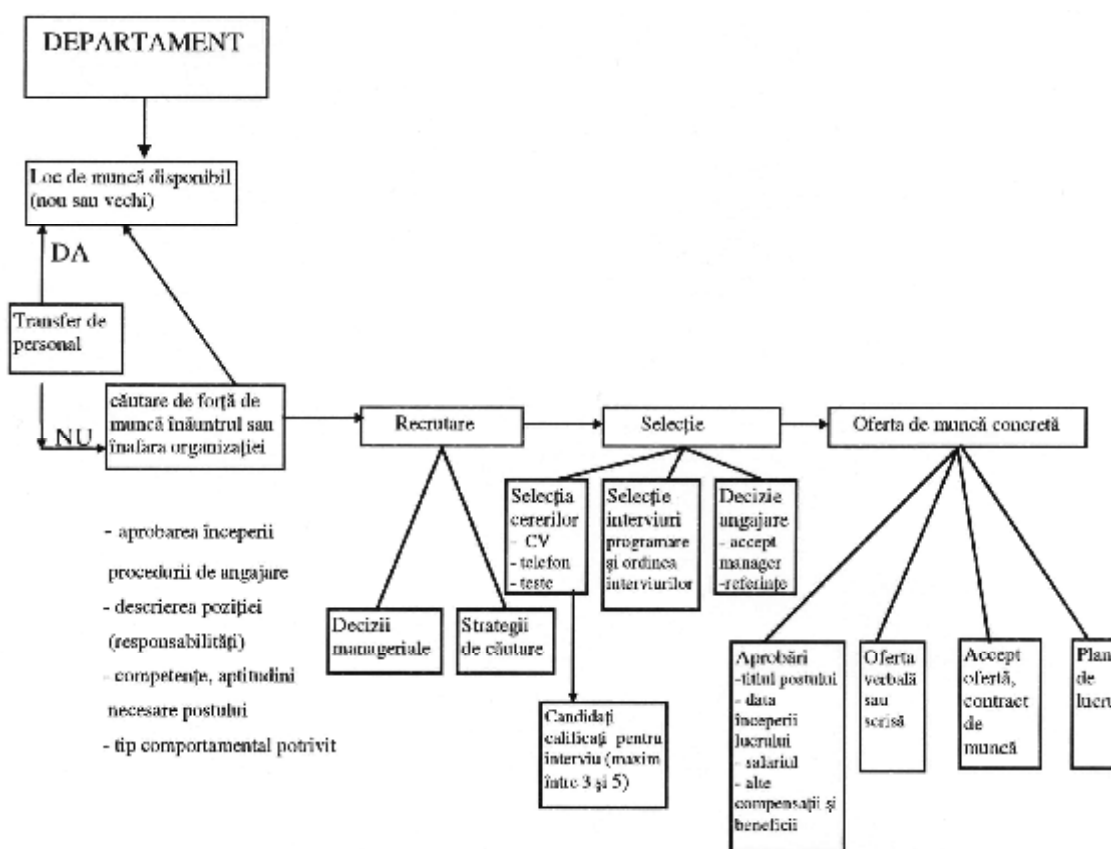 DEPARTAMENT
Loc de muncă disponibil
(nou sau vechi)
DA
Transfer de
personal
NU
căutare de forţă de
muncă înăuntrul sau
înafara organizaţiei
Recrutare
Selecţie
Oferta de muncă concretă
- aprobarea începerii
procedurii de angajare
- descrierea poziţiei
(responsabilităţi)
- competenţe, aptitudini
necesare postului
- tip comportamental potrivit
Decizii
manageriale
Strategii
de căutare
Selecţia
cererilor
- CV
- telefon
- teste
Selecţie
interviuri
programare
şi ordinea
interviurilor
Decizie
angajare
- accept
manager
-referinţe
Candidaţi
calificaţi pentru
interviu (maxim
între 3 şi 5)
Aprobări
-titlul postului
- data
începerii
lucrului
- salariul
- alte
compensaţii şi
beneficii
Oferta
verbală
sau
scrisă
Accept
ofertă,
contract
de
muncă
Plan
de
lucru